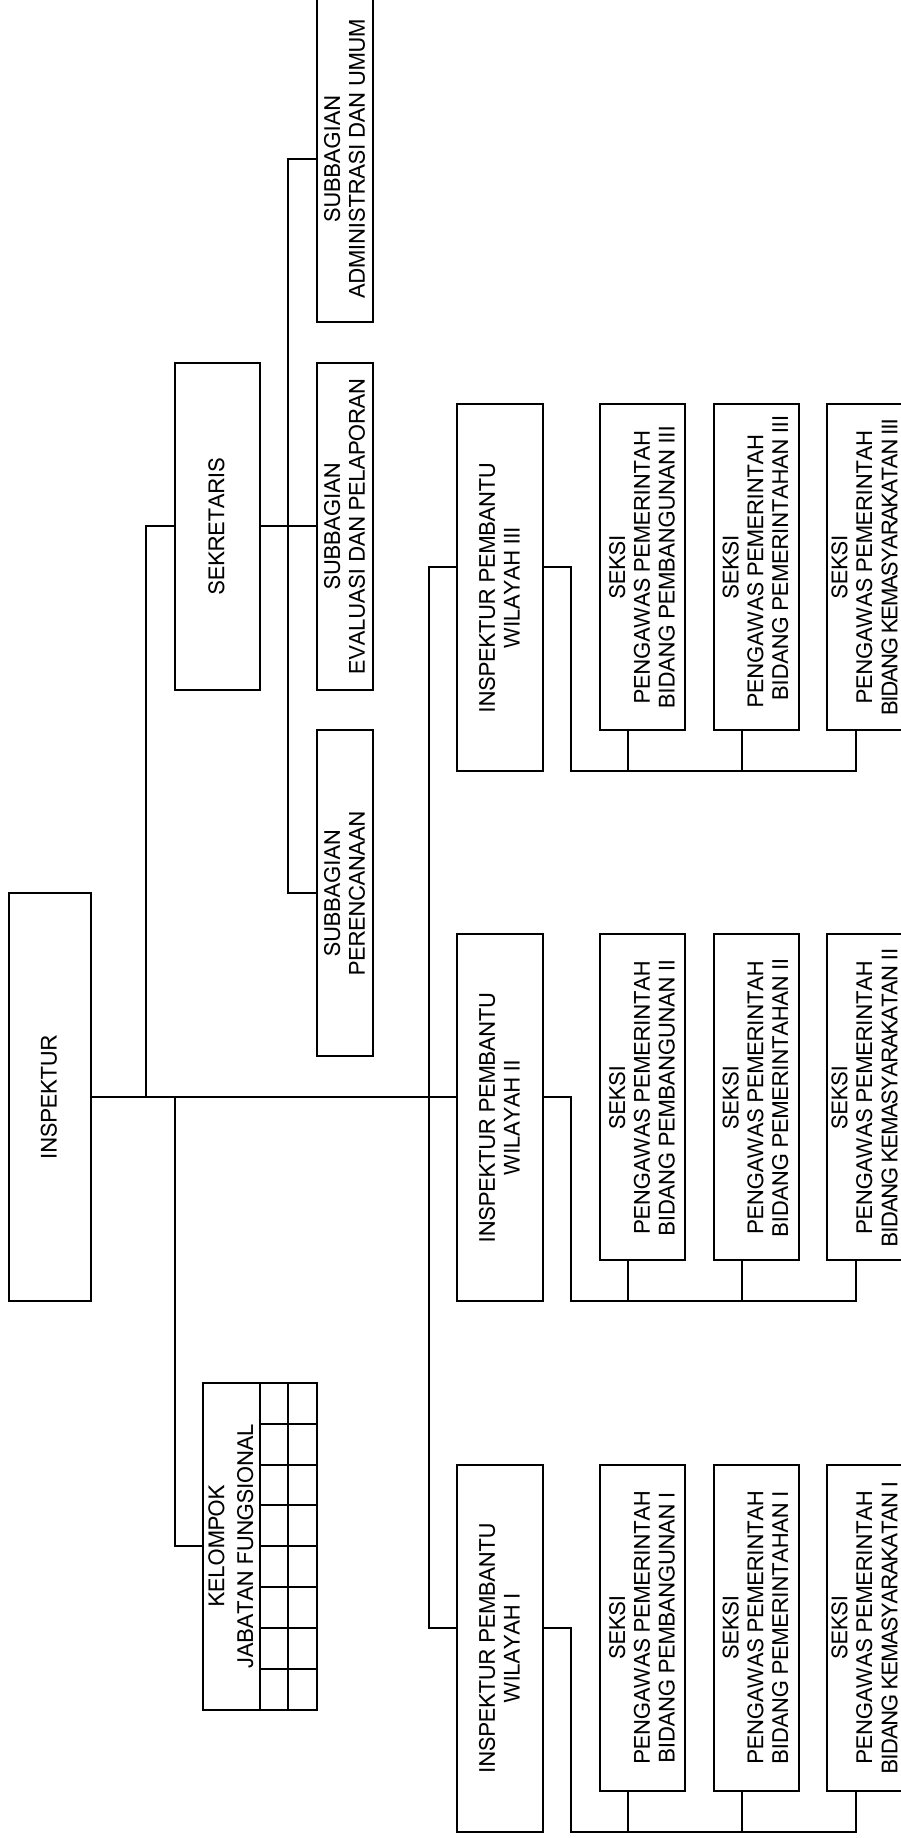 INSPEKTUR
SEKRETARIS
KELOMPOK
JABATAN FUNGSIONAL
SUBBAGIAN
PERENCANAAN
SUBBAGIAN
EVALUASI DAN PELAPORAN
SUBBAGIAN
ADMINISTRASI DAN UMUM
INSPEKTUR PEMBANTU
WILAYAH I
INSPEKTUR PEMBANTU
WILAYAH II
INSPEKTUR PEMBANTU
WILAYAH III
SEKSI
PENGAWAS PEMERINTAH
BIDANG PEMBANGUNAN I
SEKSI
PENGAWAS PEMERINTAH
BIDANG PEMBANGUNAN II
SEKSI
PENGAWAS PEMERINTAH
BIDANG PEMBANGUNAN III
SEKSI
PENGAWAS PEMERINTAH
BIDANG PEMERINTAHAN I
SEKSI
PENGAWAS PEMERINTAH
BIDANG PEMERINTAHAN II
SEKSI
PENGAWAS PEMERINTAH
BIDANG PEMERINTAHAN III
SEKSI
PENGAWAS PEMERINTAH
BIDANG KEMASYARAKATAN I
SEKSI
PENGAWAS PEMERINTAH
BIDANG KEMASYARAKATAN II
SEKSI
PENGAWAS PEMERINTAH
BIDANG KEMASYARAKATAN III